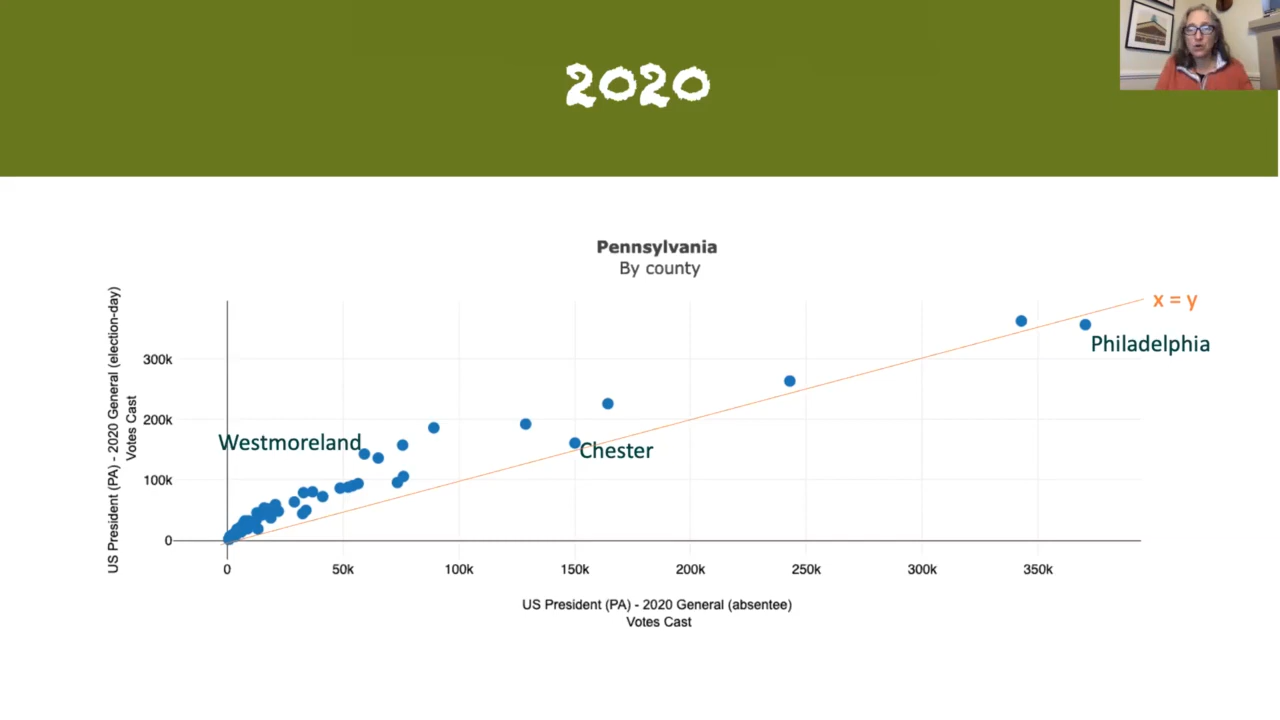 2020
Pennsylvania
By county
US President (PA) - 2020 General (election-day)
Votes Cast
x = y
Philadelphia
300k
200k
Westmoreland
Chester
100k
0
0
50k
100k
150k
200k
250k
300k
350k
US President (PA) - 2020 General (absentee)
Votes Cast